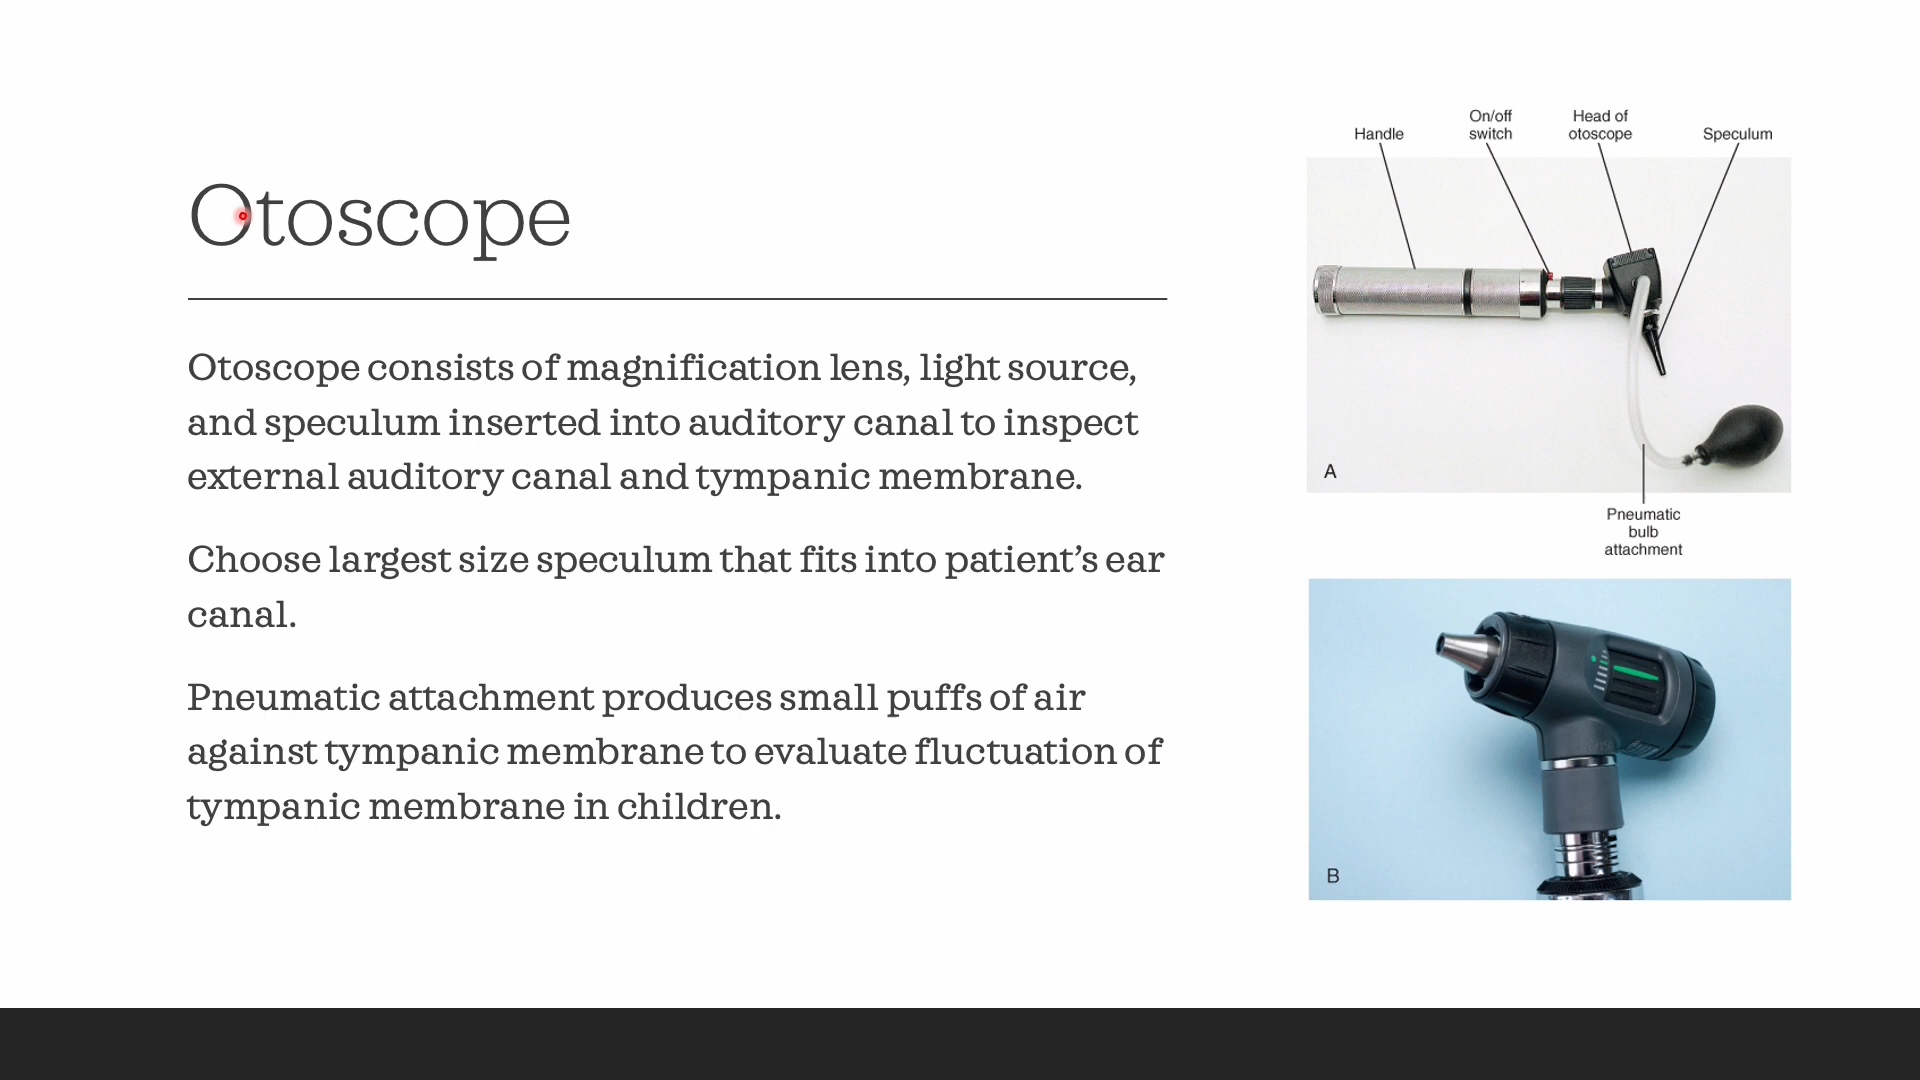 Otoscope
Otoscope consists of magnification lens, light source,
and speculum inserted into auditory canal to inspect
external auditory canal and tympanic membrane.
Choose largest size speculum that fits into patient’s ear
canal.
Pneumatic attachment produces small puffs of air
against tympanic membrane to evaluate fluctuation of
tympanic membrane in children.
Handle
On/off
switch
Head of
otoscope
Speculum
A
Pneumatic
bulb
attachment
B